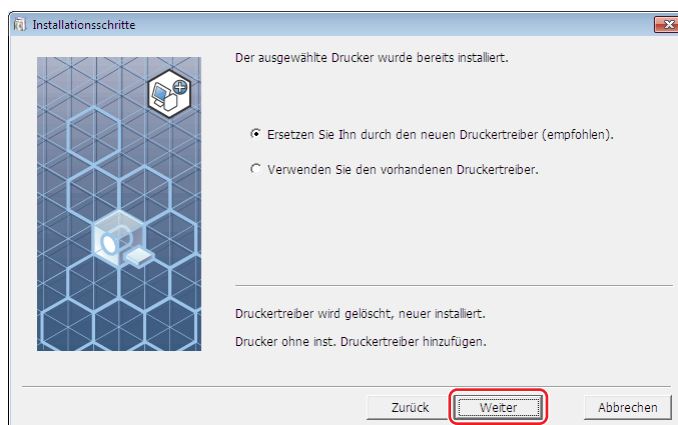 Installationsschritte
Der ausgewählte Drucker wurde bereits installiert.
Ersetzen Sie Ihn durch den neuen Druckertreiber (empfohlen).
Verwenden Sie den vorhandenen Druckertreiber.
Druckertreiber wird gelöscht, neuer installiert.
Drucker ohne inst. Druckertreiber hinzufügen.
Zurück Weiter Abbrechen